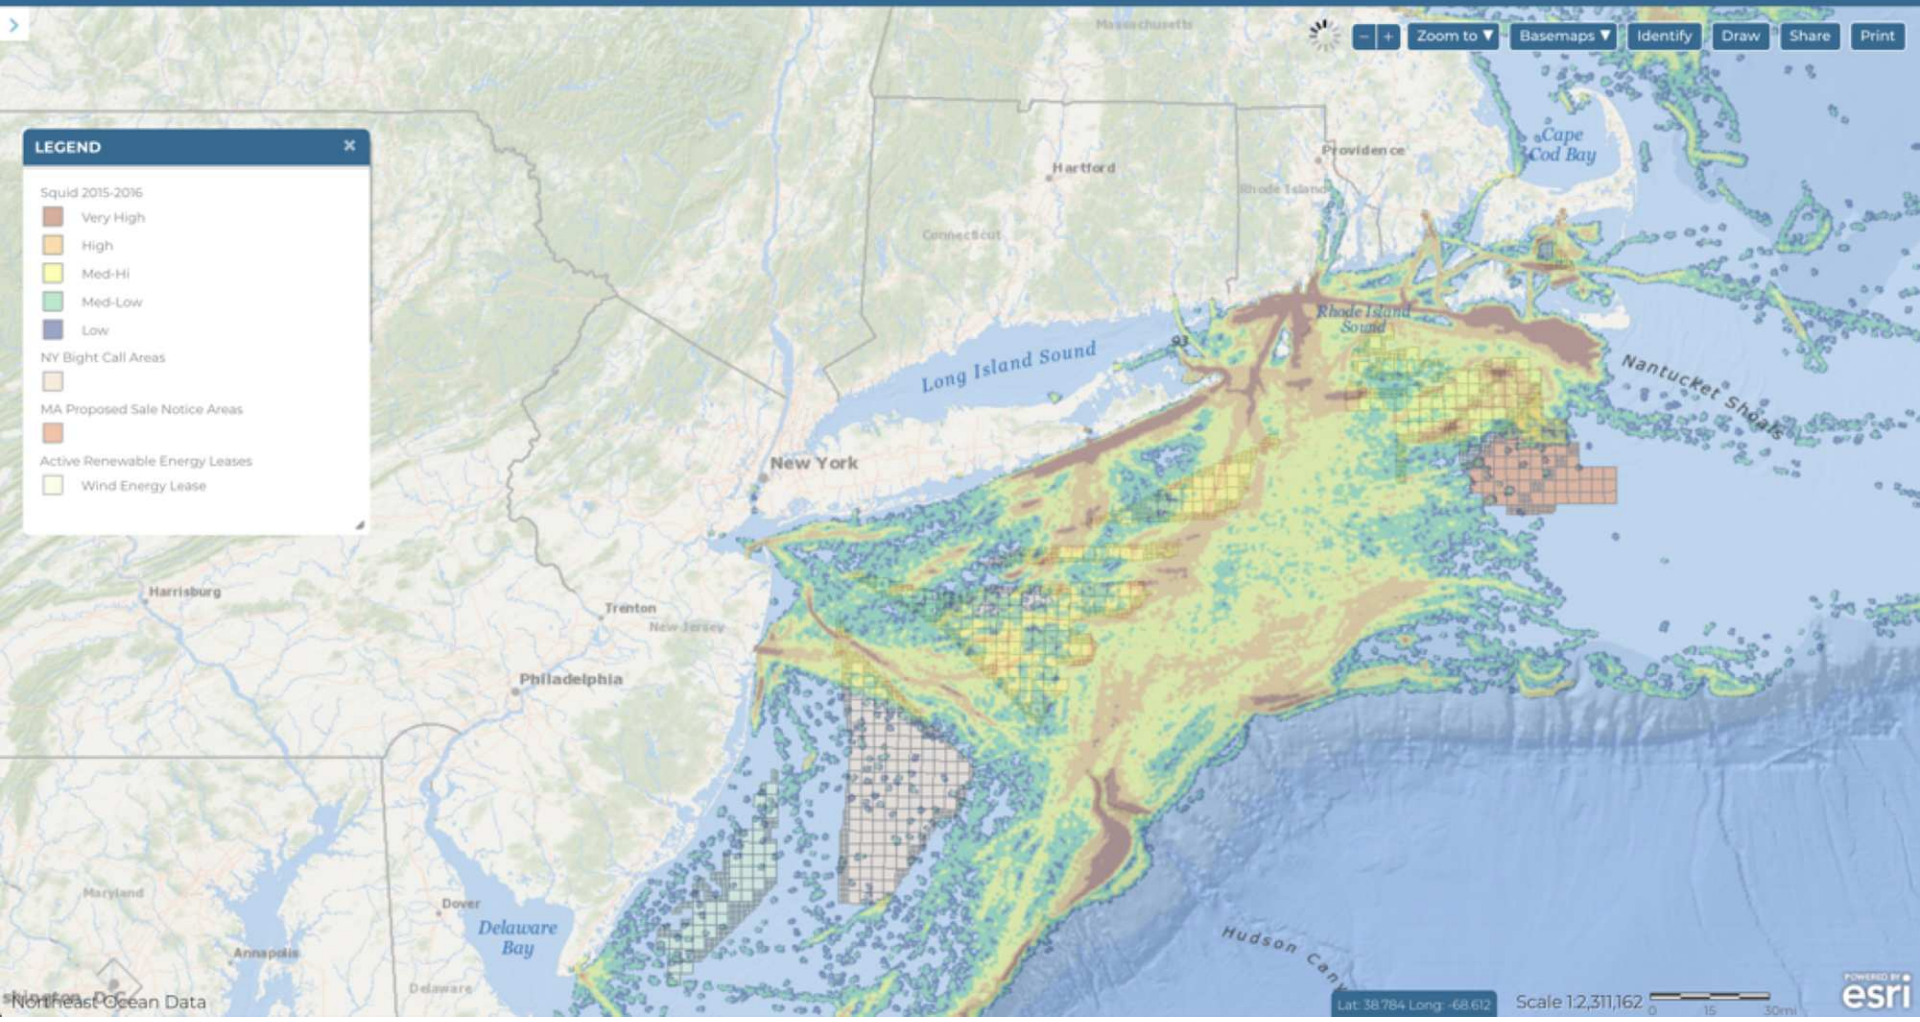 Massachusetts
− + Zoom to ▼ Basemaps ▼ Identify Draw Share Print
LEGEND ×
Squid 2015-2016
Very High
High
Med-Hi
Med-Low
Low
NY Bight Call Areas
MA Proposed Sale Notice Areas
Active Renewable Energy Leases
Wind Energy Lease
Cape
Cod Bay
Providence
Hartford
Rhode Island
Connecticut
Rhode Island
Sound
93
Long Island Sound
Nantucket Shoals
New York
Harrisburg
Trenton
New Jersey
Philadelphia
Maryland
Dover
Delaware
Bay
Annapolis
Hudson
Delaware
Northeast Ocean Data
Lat: 38.784 Long: -68.612
Scale 1:2,311,162
0 15 30mi
POWERED BY
esri